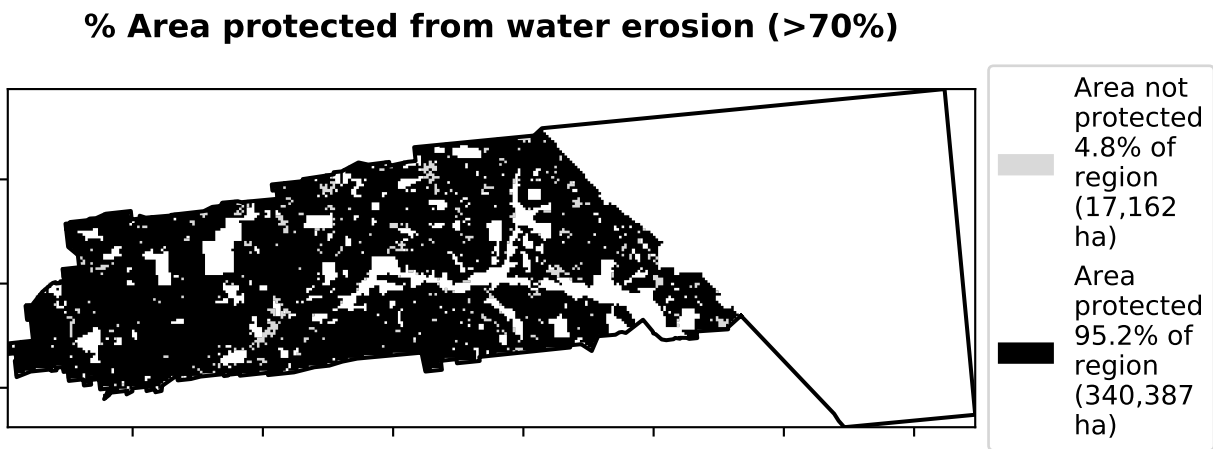 % Area protected from water erosion (>70%)
Area not
protected
4.8% of
region
(17,162
ha)
Area
protected
95.2% of
region
(340,387
ha)